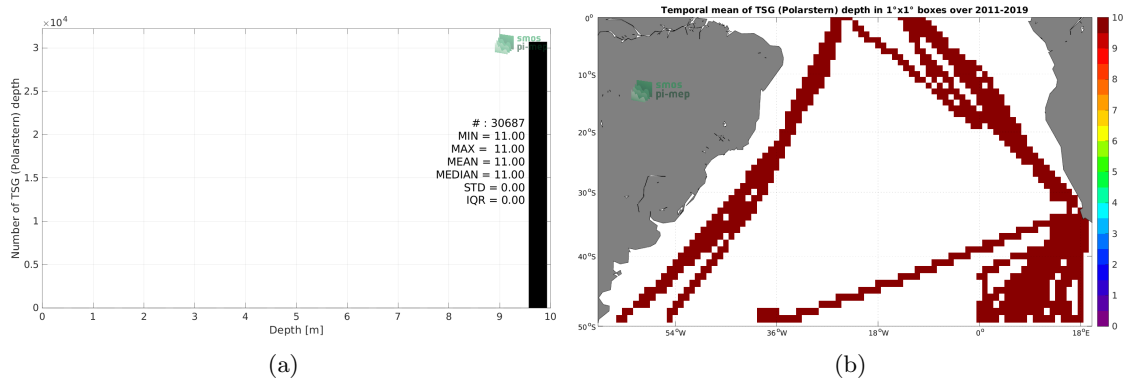 ×10⁴
3
2.5
2
1.5
1
0.5
0
Number of TSG (Polarstern) depth
smos
pi-mep
# : 30687
MIN = 11.00
MAX = 11.00
MEAN = 11.00
MEDIAN = 11.00
STD = 0.00
IQR = 0.00
0 1 2 3 4 5 6 7 8 9 10
Depth [m]
(a)
Temporal mean of TSG (Polarstern) depth in 1°x1° boxes over 2011-2019
0°
10°S
20°S
30°S
40°S
50°S
smos
pi-mep
54°W 36°W 18°W 0° 18°E
10
9
8
7
6
5
4
3
2
1
0
(b)